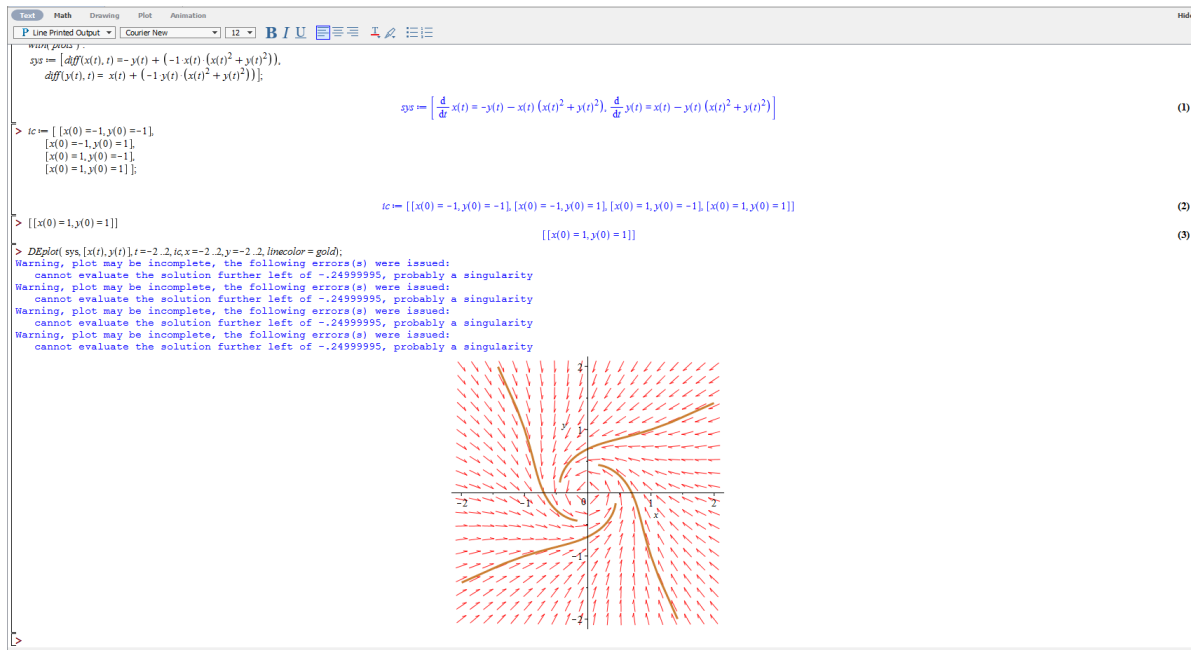 Text Math Drawing Plot Animation Hide
P Line Printed Output Courier New 12 B I U
with(plots) :
sys := [diff(x(t), t) =- y(t) + (-1·x(t)·(x(t)^2 + y(t)^2)),
diff(y(t), t) = x(t) + (-1 y(t)·(x(t)^2 + y(t)^2))];
sys := [d/dt x(t) = -y(t) - x(t) (x(t)^2 + y(t)^2), d/dt y(t) = x(t) - y(t) (x(t)^2 + y(t)^2)] (1)
> ic := [ [x(0) =-1, y(0) =-1],
[x(0) =-1, y(0) = 1],
[x(0) = 1, y(0) =-1],
[x(0) = 1, y(0) = 1] ];
ic := [[x(0) = -1, y(0) = -1], [x(0) = -1, y(0) = 1], [x(0) = 1, y(0) = -1], [x(0) = 1, y(0) = 1]] (2)
> [[x(0) = 1, y(0) = 1]]
[[x(0) = 1, y(0) = 1]] (3)
> DEplot( sys, [x(t), y(t)], t =-2 ..2, ic, x =-2 ..2, y =-2 ..2, linecolor = gold);
Warning, plot may be incomplete, the following errors(s) were issued:
cannot evaluate the solution further left of -.24999995, probably a singularity
Warning, plot may be incomplete, the following errors(s) were issued:
cannot evaluate the solution further left of -.24999995, probably a singularity
Warning, plot may be incomplete, the following errors(s) were issued:
cannot evaluate the solution further left of -.24999995, probably a singularity
Warning, plot may be incomplete, the following errors(s) were issued:
cannot evaluate the solution further left of -.24999995, probably a singularity
2
y 1
-2 -1 0 1 2
x
-1
-2
>